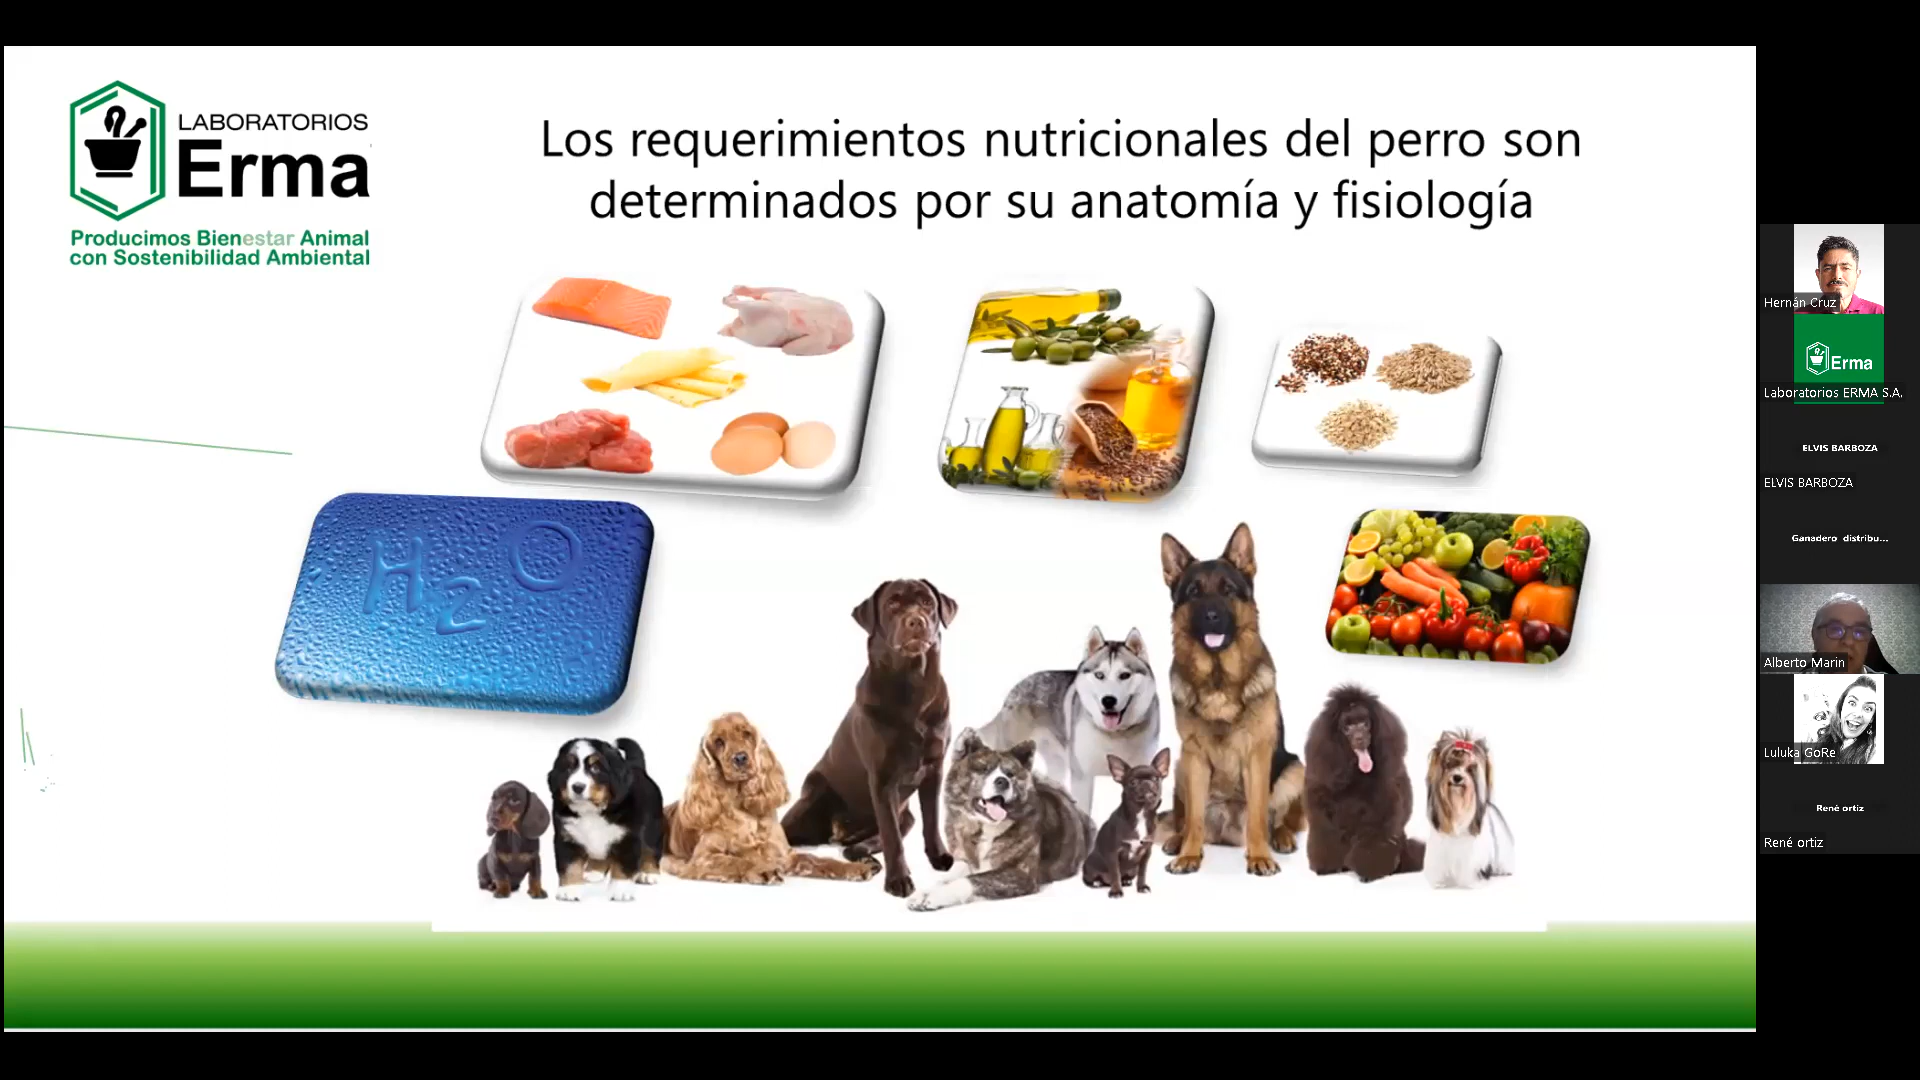 LABORATORIOS
Erma
Producimos Bienestar Animal
con Sostenibilidad Ambiental
Los requerimientos nutricionales del perro son
determinados por su anatomía y fisiología
H2O
Hernán Cruz
Erma
Laboratorios ERMA S.A.
ELVIS BARBOZA
ELVIS BARBOZA
Ganadero distribu...
Alberto Marin
Luluka GoRe
René ortiz
René ortiz